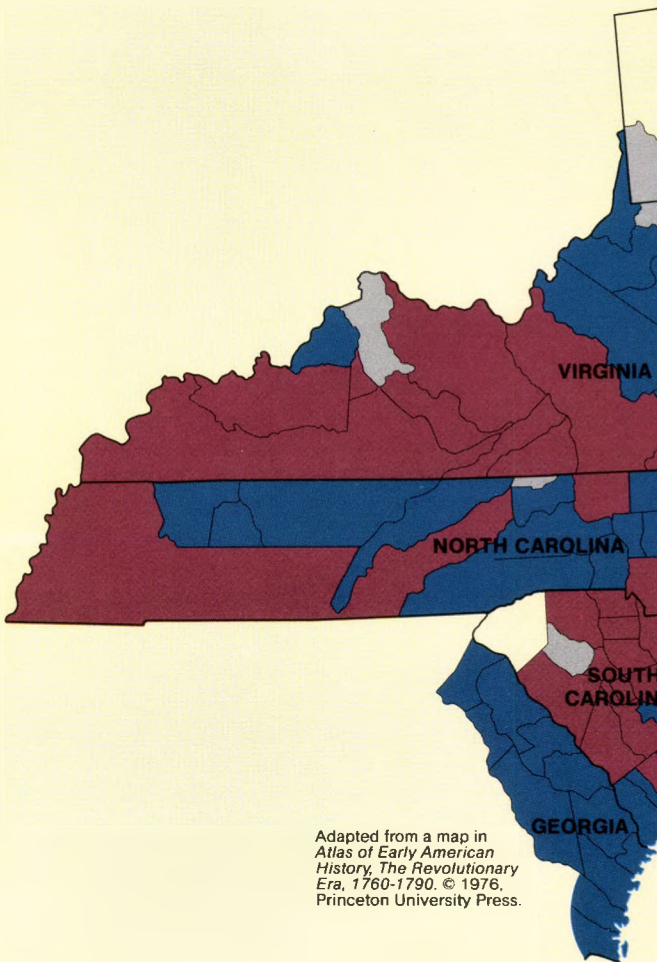 VIRGINIA
NORTH CAROLINA
SOUTH
CAROLIN
GEORGIA
Adapted from a map in
Atlas of Early American
History, The Revolutionary
Era, 1760-1790. © 1976,
Princeton University Press.